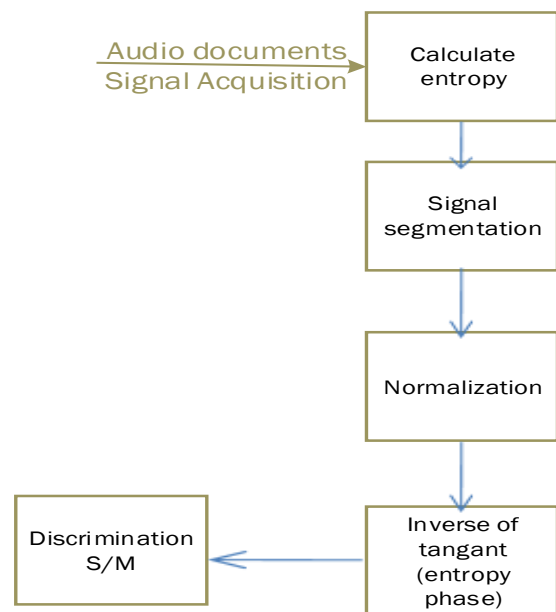 Audio documents
Signal Acquisition
Calculate
entropy
Signal
segmentation
Normalization
Inverse of
tangant
(entropy
phase)
Discrimination
S/M